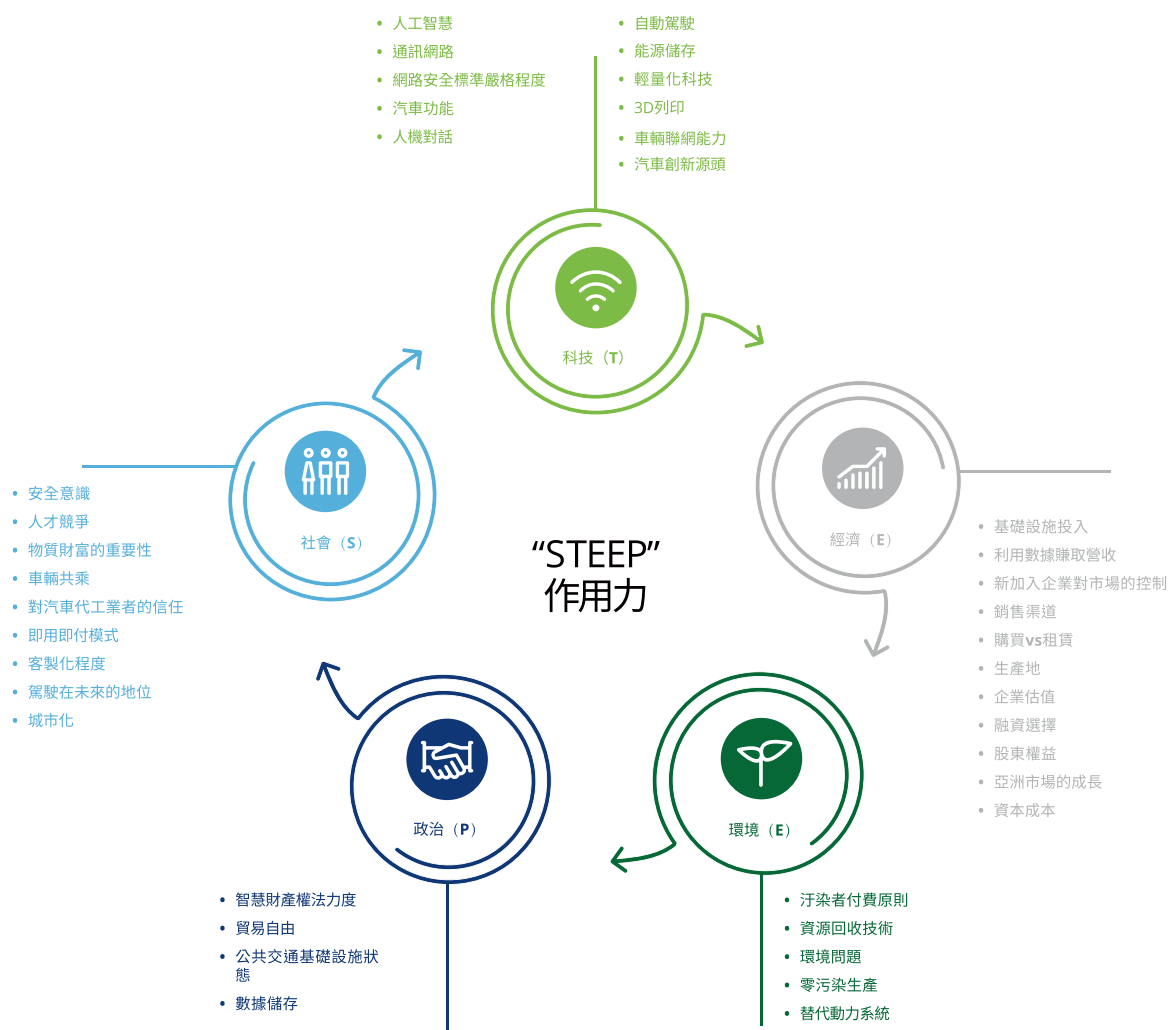 人工智慧
通訊網路
網路安全標準嚴格程度
汽車功能
人機對話
自動駕駛
能源儲存
輕量化科技
3D列印
車輛聯網能力
汽車創新源頭
科技（T）
社會（S）
安全意識
人才競爭
物質財富的重要性
車輛共乘
對汽車代工業者的信任
即用即付模式
客製化程度
駕駛在未來的地位
城市化
“STEEP”
作用力
經濟（E）
基礎設施投入
利用數據賺取營收
新加入企業對市場的控制
銷售渠道
購買vs租賃
生產地
企業估值
融資選擇
股東權益
亞洲市場的成長
資本成本
政治（P）
智慧財產權法力度
貿易自由
公共交通基礎設施狀
態
數據儲存
環境（E）
汙染者付費原則
資源回收技術
環境問題
零污染生產
替代動力系統